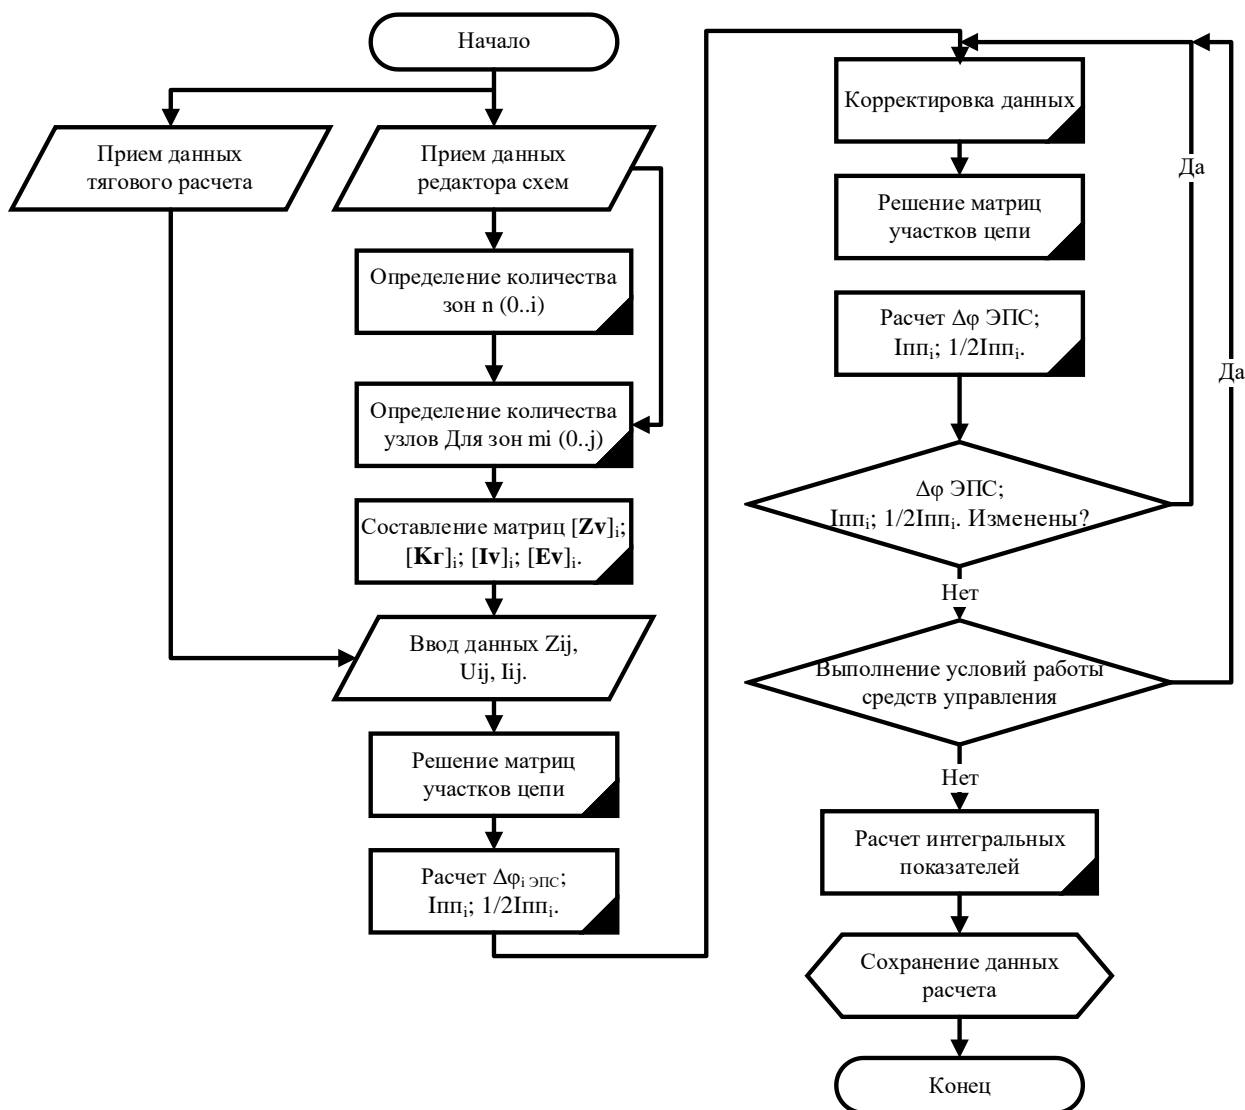 Начало
Прием данных
тягового расчета
Прием данных
редактора схем
Определение количества
зон n (0..i)
Определение количества
узлов Для зон mi (0..j)
Составление матриц [Zv]i;
[Kг]i; [Iv]i; [Ev]i.
Ввод данных Zij,
Uij, Iij.
Решение матриц
участков цепи
Расчет Δφi ЭПС;
Iппi; 1/2Iппi.
Корректировка данных
Решение матриц
участков цепи
Расчет Δφ ЭПС;
Iппi; 1/2Iппi.
Δφ ЭПС;
Iппi; 1/2Iппi. Изменены?
Да
Нет
Выполнение условий работы
средств управления
Да
Нет
Расчет интегральных
показателей
Сохранение данных
расчета
Конец